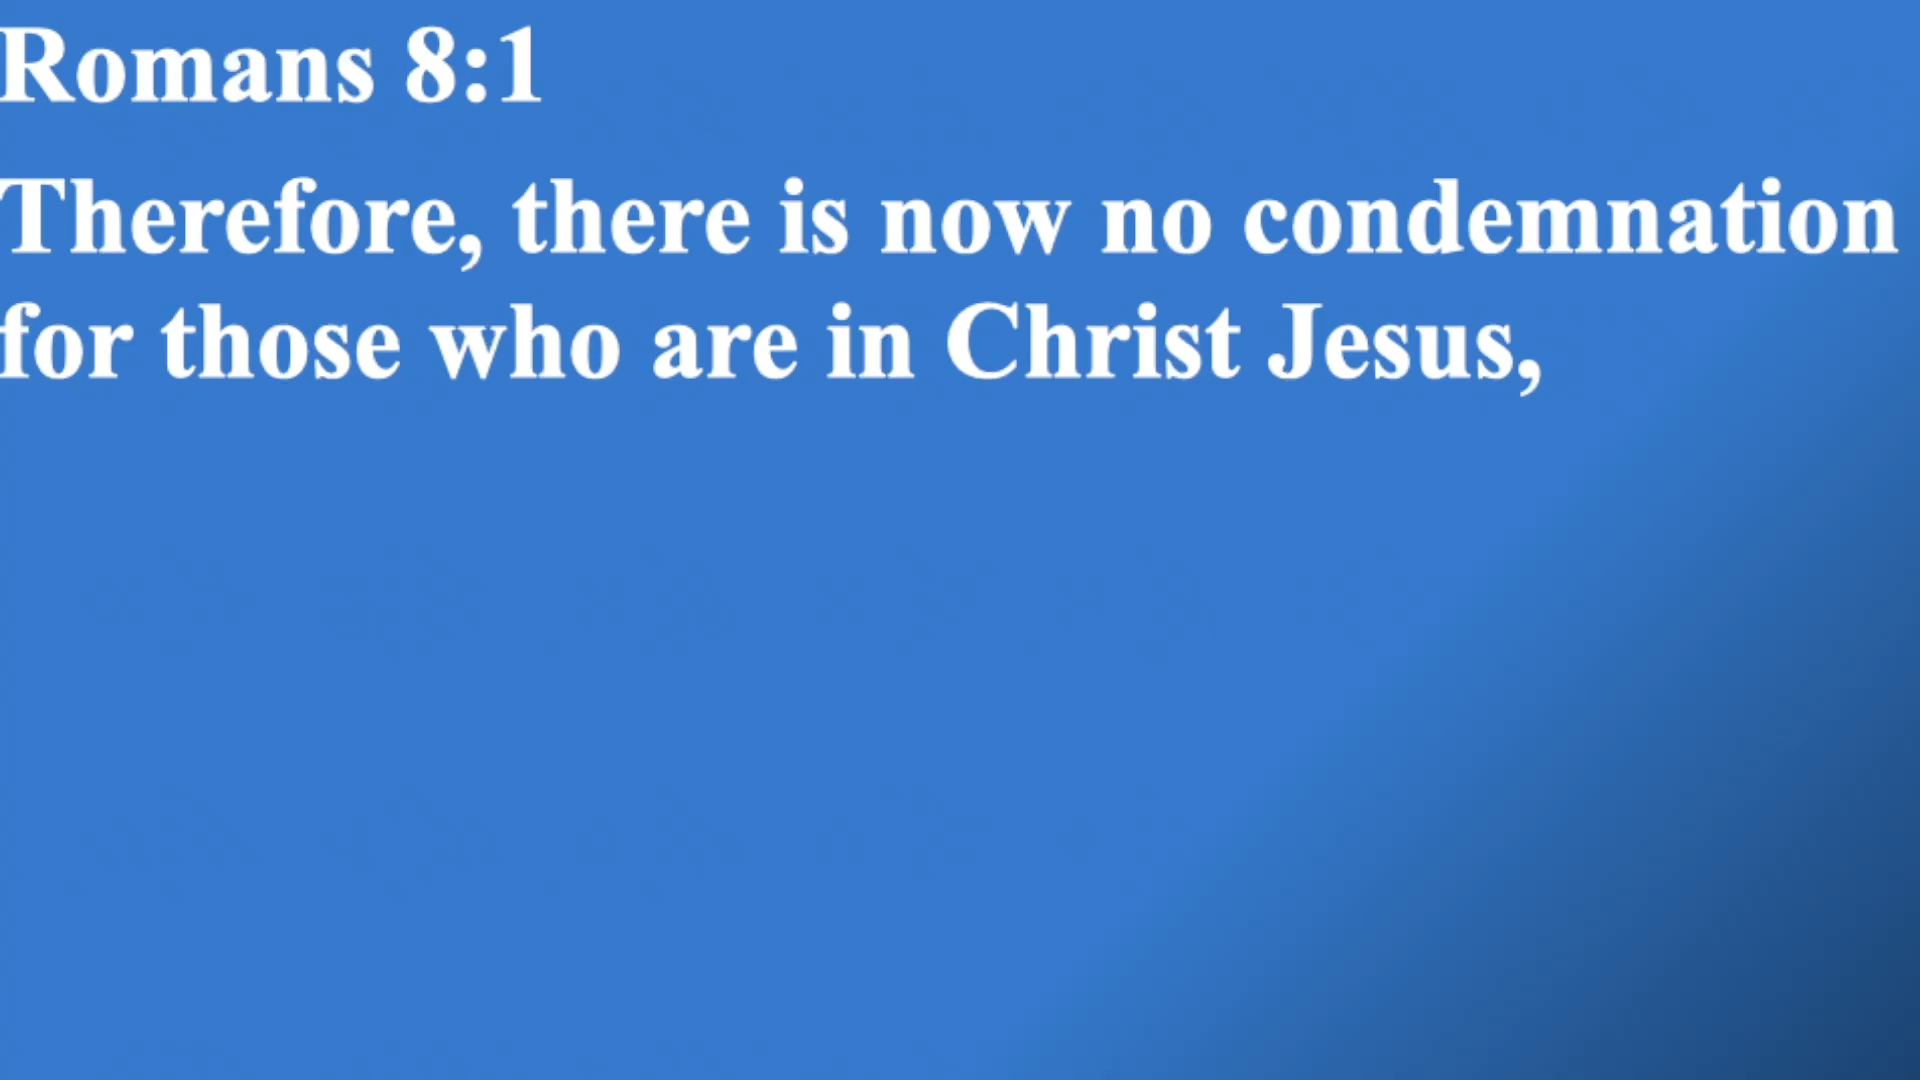 Romans 8:1
Therefore, there is now no condemnation
for those who are in Christ Jesus,